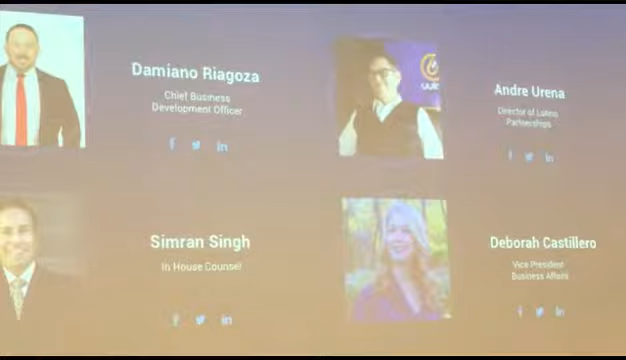 Damiano Riagoza
Chief Business
Development Officer
Andre Urena
Director of Latino
Partnerships
Simran Singh
In House Counsel
Deborah Castillero
Vice President
Business Affairs